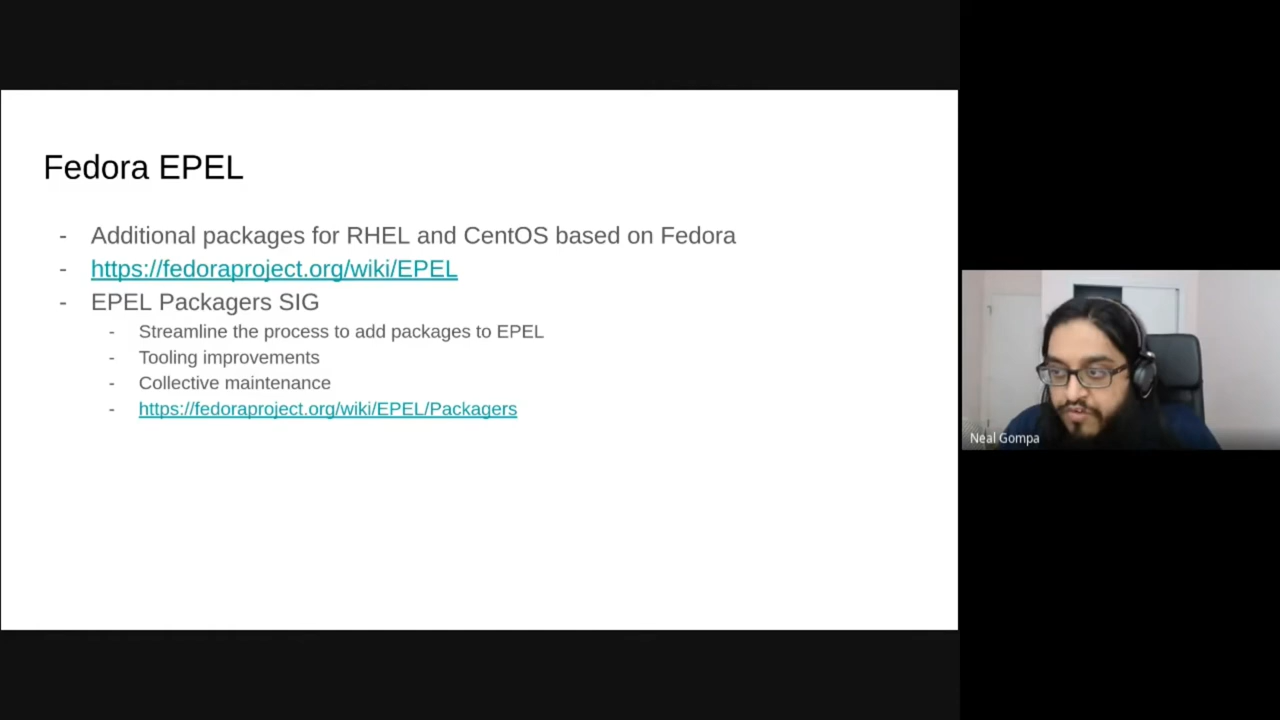 Fedora EPEL
- Additional packages for RHEL and CentOS based on Fedora
- https://fedoraproject.org/wiki/EPEL
- EPEL Packagers SIG
- Streamline the process to add packages to EPEL
- Tooling improvements
- Collective maintenance
- https://fedoraproject.org/wiki/EPEL/Packagers
Neal Gompa